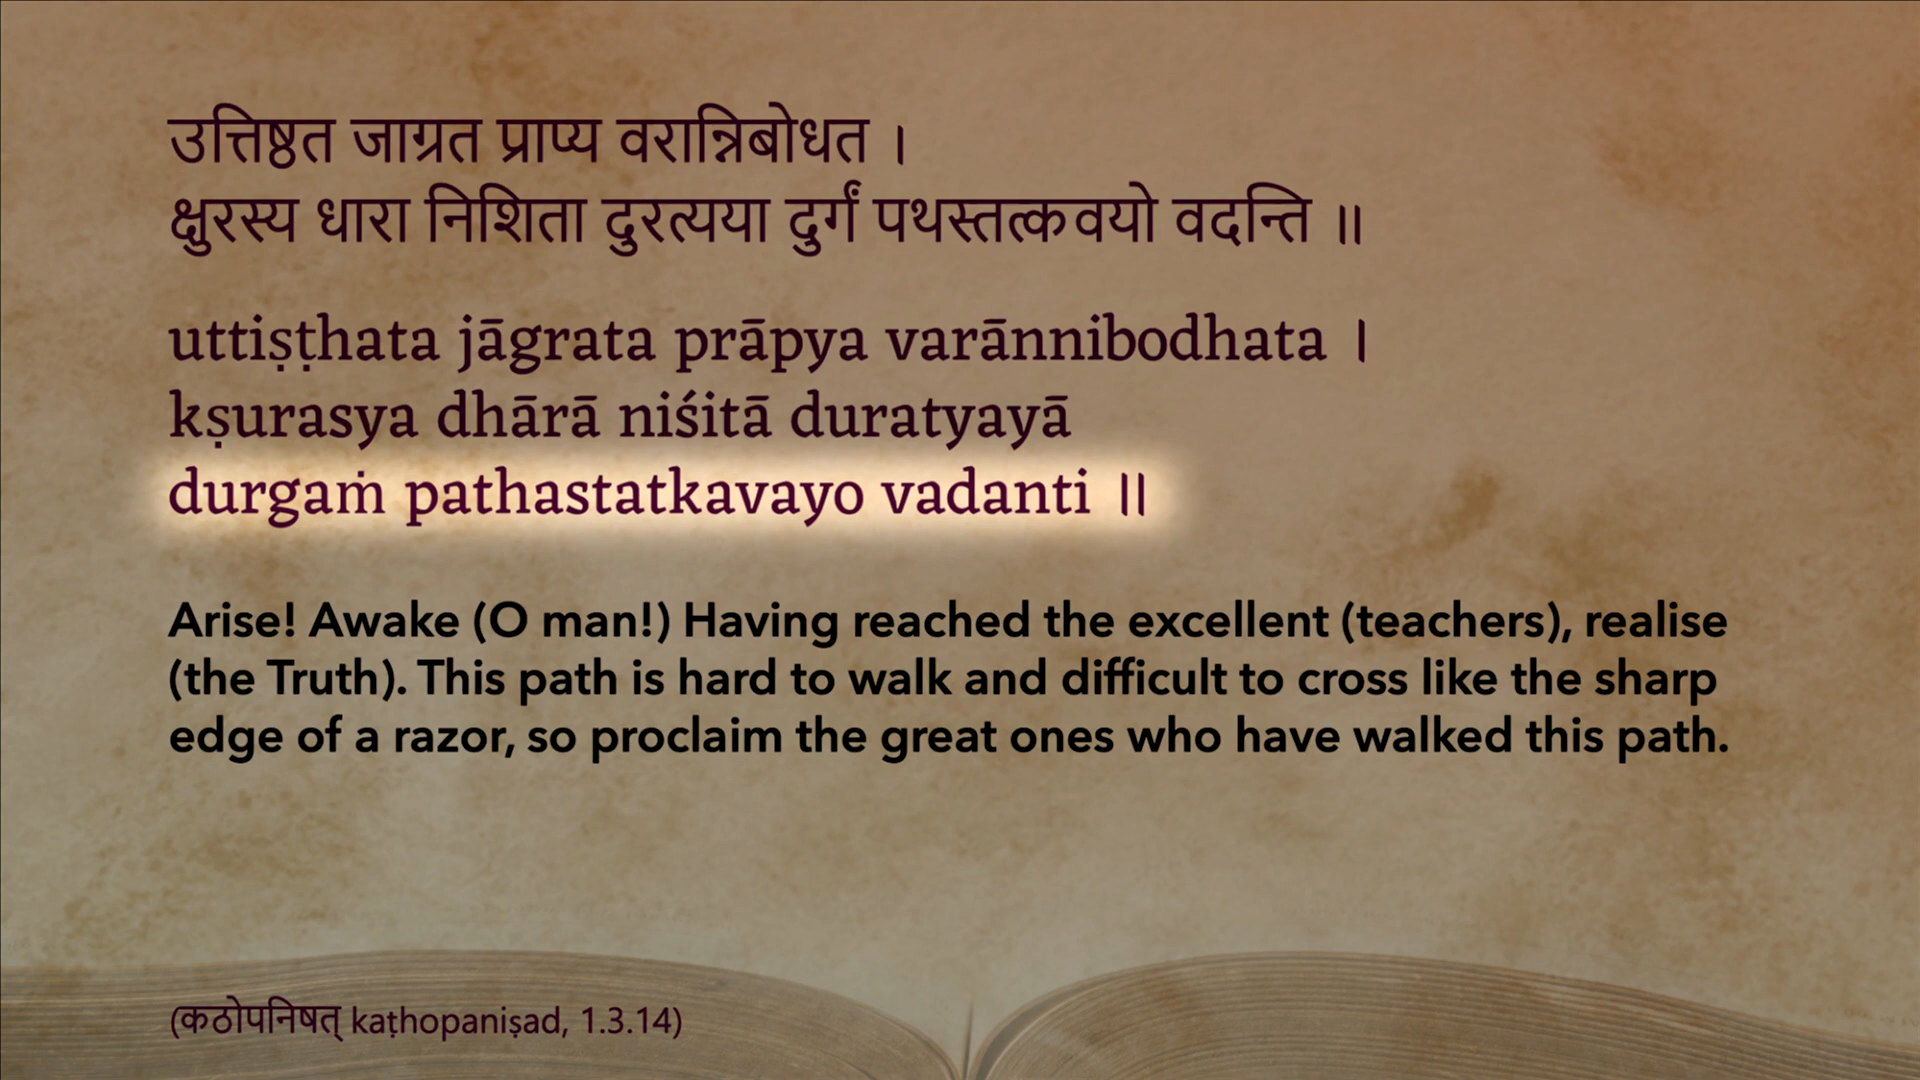 उत्तिष्ठत जाग्रत प्राप्य वरान्निबोधत ।
क्षुरस्य धारा निशिता दुरत्यया दुर्गं पथस्तत्कवयो वदन्ति ॥
uttiṣṭhata jāgrata prāpya varānnibodhata ।
kṣurasya dhārā niśitā duratyayā
durgaṁ pathastatkavayo vadanti ॥
Arise! Awake (O man!) Having reached the excellent (teachers), realise
(the Truth). This path is hard to walk and difficult to cross like the sharp
edge of a razor, so proclaim the great ones who have walked this path.
(कठोपनिषत् kaṭhopaniṣad, 1.3.14)